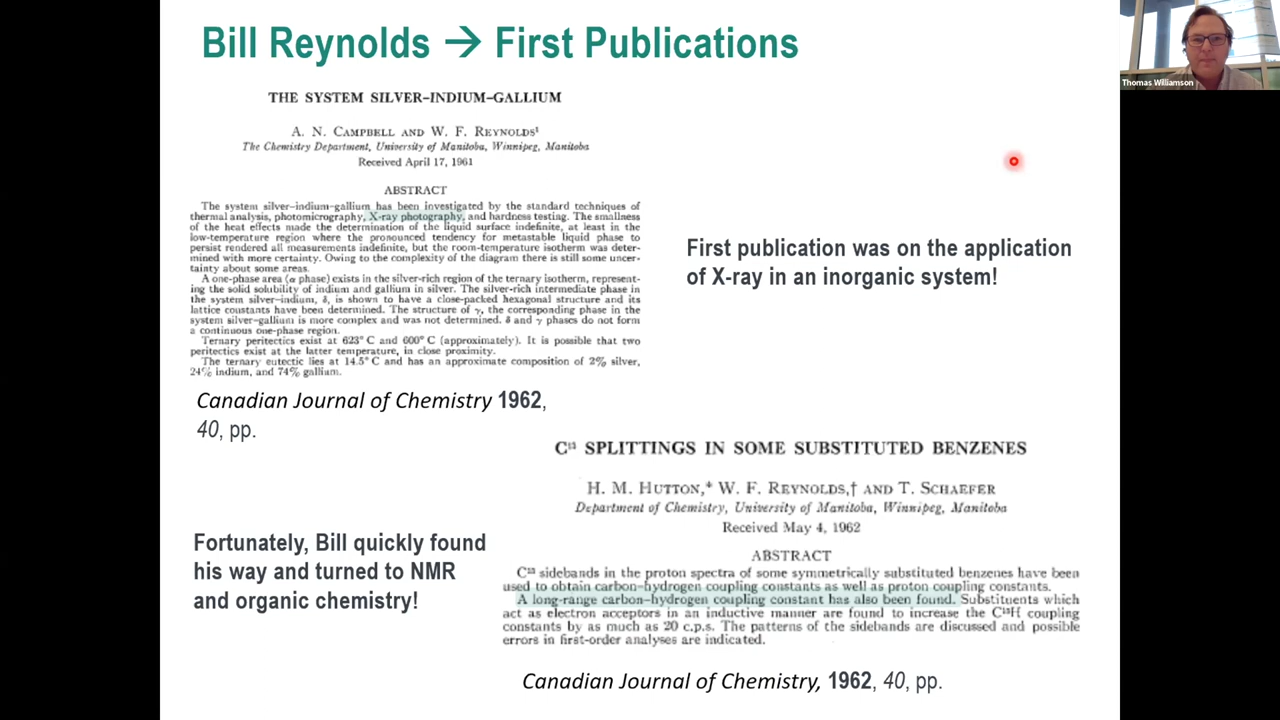 Bill Reynolds → First Publications
Thomas Williamson
THE SYSTEM SILVER–INDIUM–GALLIUM
A. N. CAMPBELL AND W. F. REYNOLDS¹
The Chemistry Department, University of Manitoba, Winnipeg, Manitoba
Received April 17, 1961
ABSTRACT
The system silver-indium-gallium has been investigated by the standard techniques of
thermal analysis, photomicrography, X-ray photography, and hardness testing. The smallness
of the heat effects made the determination of the liquid surface indefinite, at least in the
low-temperature region where the pronounced tendency for metastable liquid phase to
persist rendered all measurements indefinite, but the room-temperature isotherm was deter-
mined with more certainty. Owing to the complexity of the diagram there is still some uncer-
tainty about some areas.
A one-phase area (α phase) exists in the silver-rich region of the ternary isotherm, represent-
ing the solid solubility of indium and gallium in silver. The silver-rich intermediate phase in
the system silver-indium, δ, is shown to have a close-packed hexagonal structure and its
lattice constants have been determined. The structure of γ, the corresponding phase in the
system silver-gallium is more complex and was not determined. δ and γ phases do not form
a continuous one-phase region.
Ternary peritectics exist at 623° C and 600° C (approximately). It is possible that two
peritectics exist at the latter temperature, in close proximity.
The ternary eutectic lies at 14.5° C and has an approximate composition of 2% silver,
24% indium, and 74% gallium.
Canadian Journal of Chemistry 1962,
40, pp.
First publication was on the application
of X-ray in an inorganic system!
Fortunately, Bill quickly found
his way and turned to NMR
and organic chemistry!
C¹³ SPLITTINGS IN SOME SUBSTITUTED BENZENES
H. M. HUTTON,* W. F. REYNOLDS,† AND T. SCHAEFER
Department of Chemistry, University of Manitoba, Winnipeg, Manitoba
Received May 4, 1962
ABSTRACT
C¹³ sidebands in the proton spectra of some symmetrically substituted benzenes have been
used to obtain carbon–hydrogen coupling constants as well as proton coupling constants.
A long-range carbon–hydrogen coupling constant has also been found. Substituents which
act as electron acceptors in an inductive manner are found to increase the C¹³H coupling
constants by as much as 20 c.p.s. The patterns of the sidebands are discussed and possible
errors in first-order analyses are indicated.
Canadian Journal of Chemistry, 1962, 40, pp.